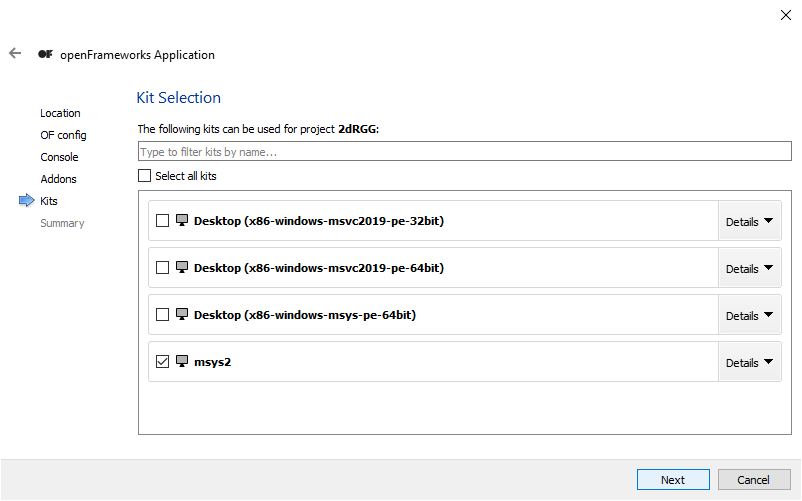 OF openFrameworks Application
Location
OF config
Console
Addons
Kits
Summary
Kit Selection
The following kits can be used for project 2dRGG:
Type to filter kits by name...
Select all kits
Desktop (x86-windows-msvc2019-pe-32bit) Details
Desktop (x86-windows-msvc2019-pe-64bit) Details
Desktop (x86-windows-msys-pe-64bit) Details
msys2 Details
Next Cancel